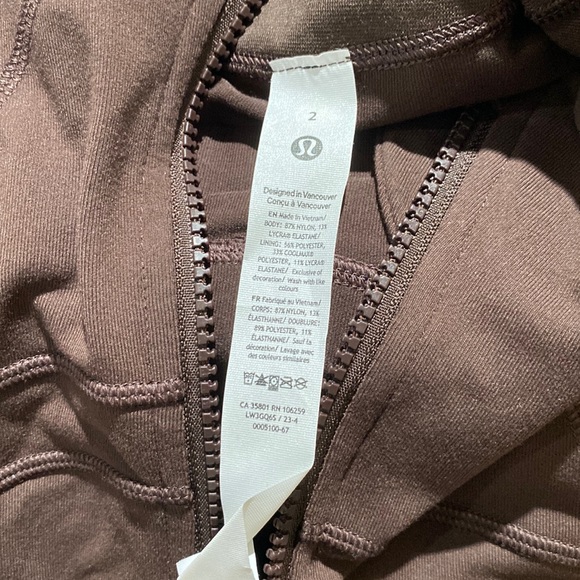 2
Designed in Vancouver
Conçu à Vancouver
EN Made in Vietnam/
BODY: 87% NYLON, 13%
LYCRA® ELASTANE/
LINING: 56% POLYESTER,
33% COOLMAX®
POLYESTER, 11% LYCRA®
ELASTANE/ Exclusive of
decoration/ Wash with like
colours
FR Fabriqué au Vietnam/
CORPS: 87% NYLON, 13%
ÉLASTHANNE/ DOUBLURE:
89% POLYESTER, 11%
ÉLASTHANNE/ Sauf la
décoration/ Lavage avec
des couleurs similaires
CA 35801 RN 106259
LW3GQ6S / 23-4
0005100-67